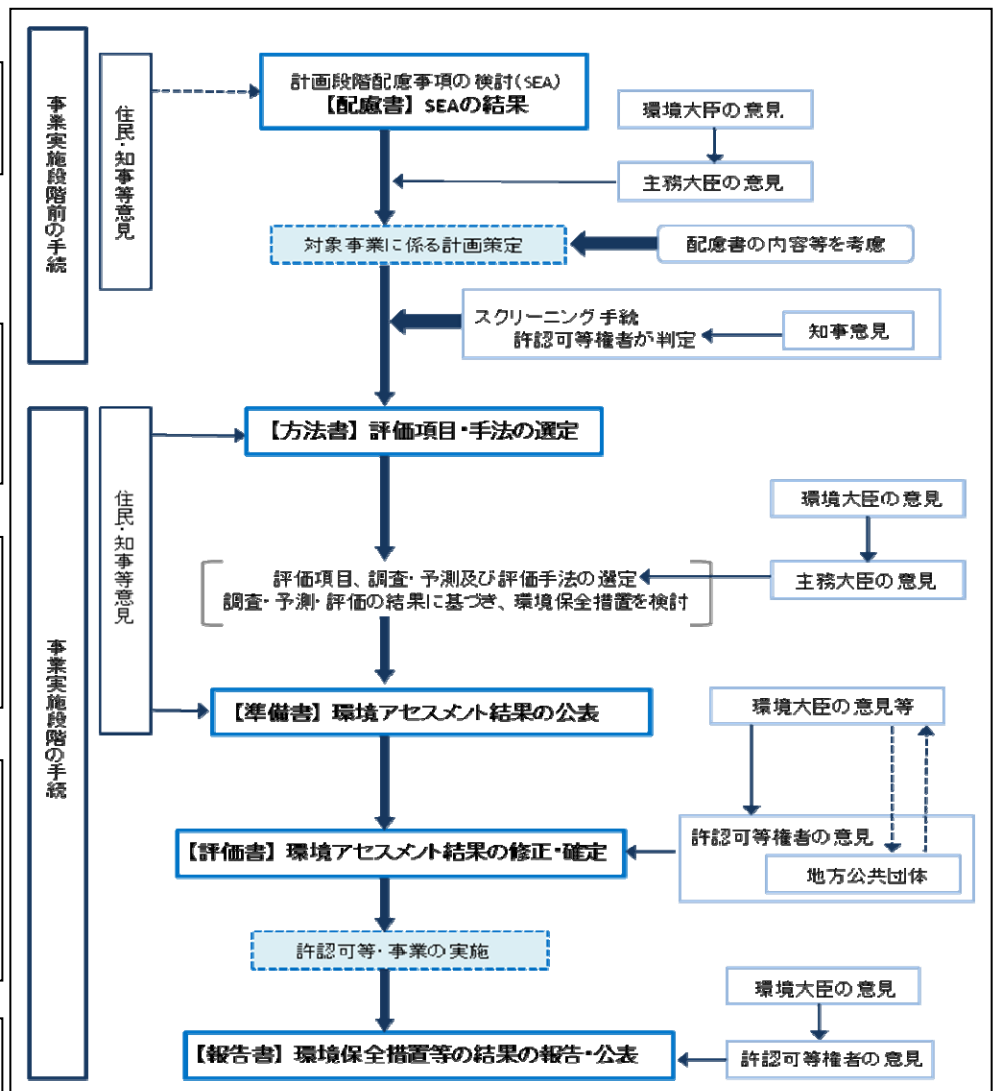 事業実施段階前の手続
住民・知事等意見
計画段階配慮事項の検討(SEA)
【配慮書】SEAの結果
環境大臣の意見
主務大臣の意見
対象事業に係る計画策定
配慮書の内容等を考慮
スクリーニング手続
許認可等権者が判定
知事意見
事業実施段階の手続
住民・知事等意見
【方法書】評価項目・手法の選定
環境大臣の意見
主務大臣の意見
評価項目、調査・予測及び評価手法の選定
調査・予測・評価の結果に基づき、環境保全措置を検討
【準備書】環境アセスメント結果の公表
環境大臣の意見等
許認可等権者の意見
地方公共団体
【評価書】環境アセスメント結果の修正・確定
許認可等・事業の実施
環境大臣の意見
許認可等権者の意見
【報告書】環境保全措置等の結果の報告・公表